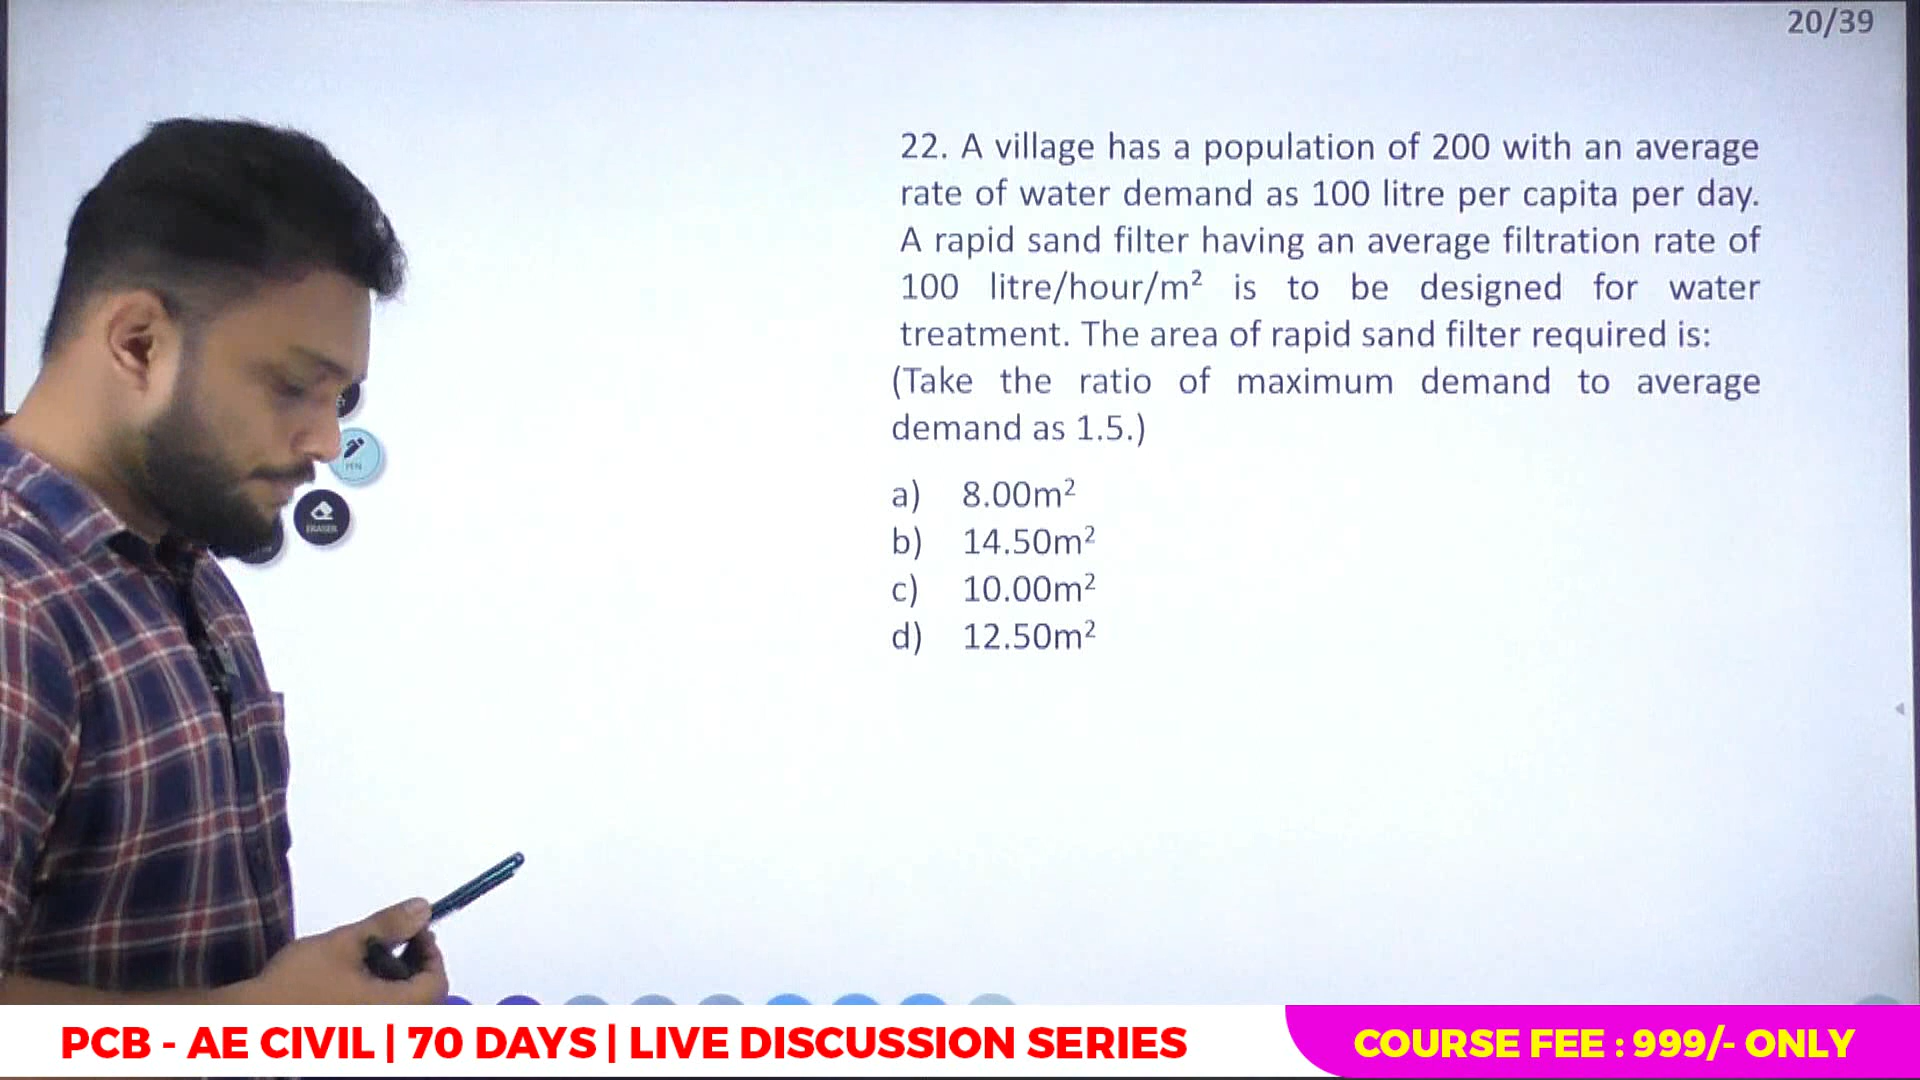 20/39
22. A village has a population of 200 with an average
rate of water demand as 100 litre per capita per day.
A rapid sand filter having an average filtration rate of
100 litre/hour/m² is to be designed for water
treatment. The area of rapid sand filter required is:
(Take the ratio of maximum demand to average
demand as 1.5.)
a) 8.00m²
b) 14.50m²
c) 10.00m²
d) 12.50m²
PEN
ERASER
PCB - AE CIVIL | 70 DAYS | LIVE DISCUSSION SERIES
COURSE FEE : 999/- ONLY